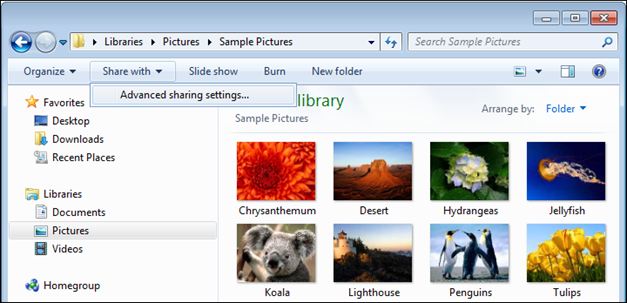 Libraries Pictures Sample Pictures Search Sample Pictures
Organize Share with Slide show Burn New folder
Advanced sharing settings...
library
Sample Pictures
Arrange by: Folder
Favorites
Desktop
Downloads
Recent Places
Libraries
Documents
Pictures
Videos
Homegroup
Chrysanthemum Desert Hydrangeas Jellyfish
Koala Lighthouse Penguins Tulips